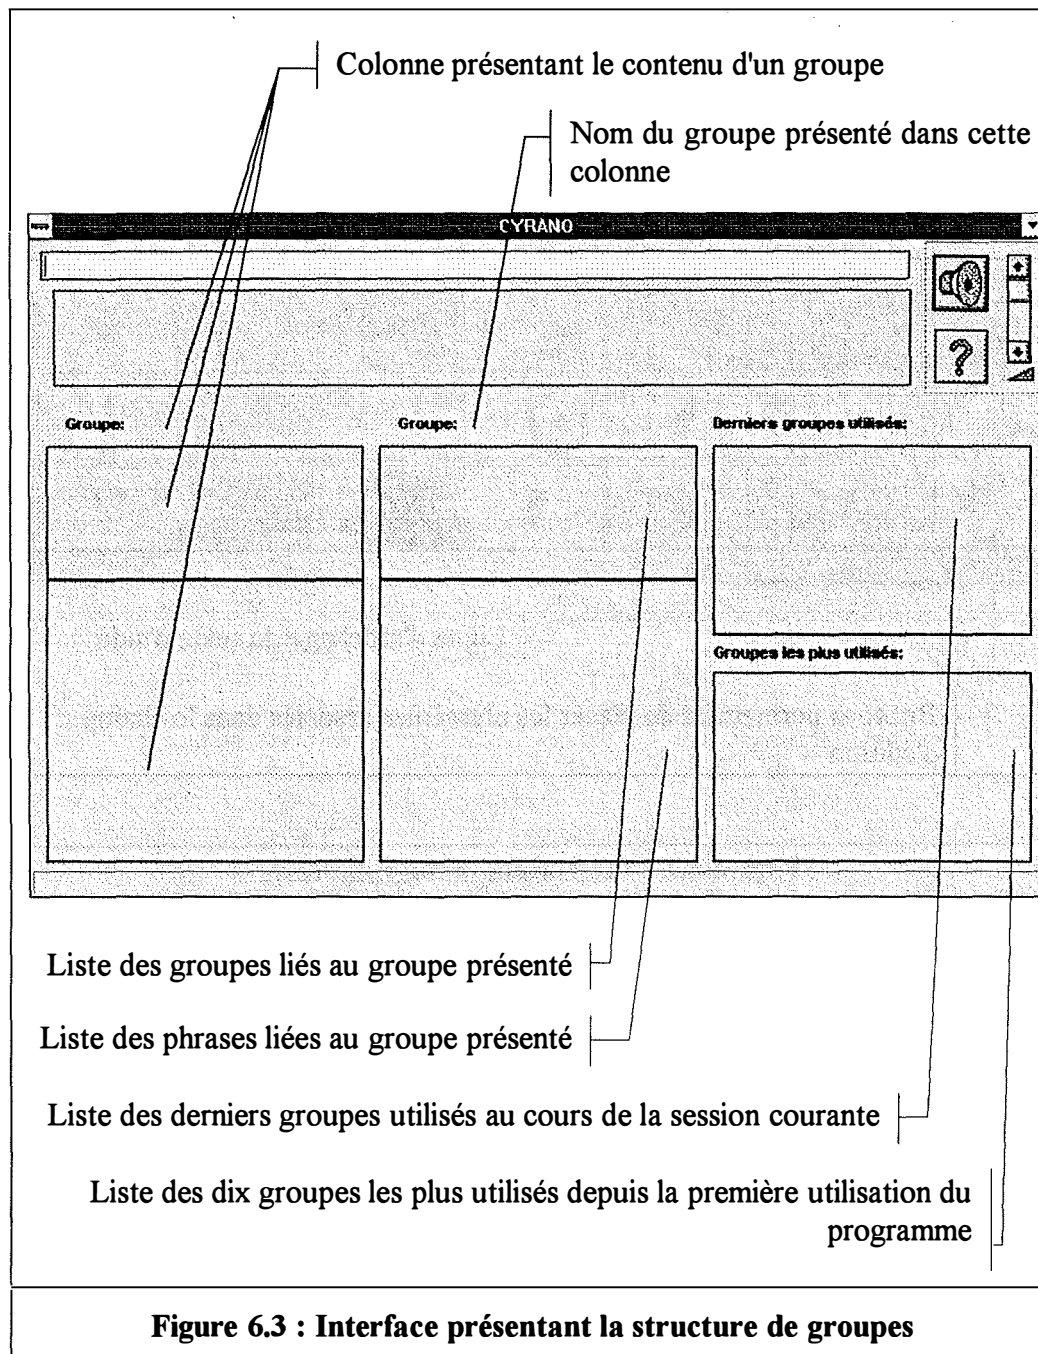 Colonne présentant le contenu d'un groupe
Nom du groupe présenté dans cette
colonne
CYRANO
Groupe:
Groupe:
Derniers groupes utilisés:
Groupes les plus utilisés:
Liste des groupes liés au groupe présenté
Liste des phrases liées au groupe présenté
Liste des derniers groupes utilisés au cours de la session courante
Liste des dix groupes les plus utilisés depuis la première utilisation du
programme
Figure 6.3 : Interface présentant la structure de groupes